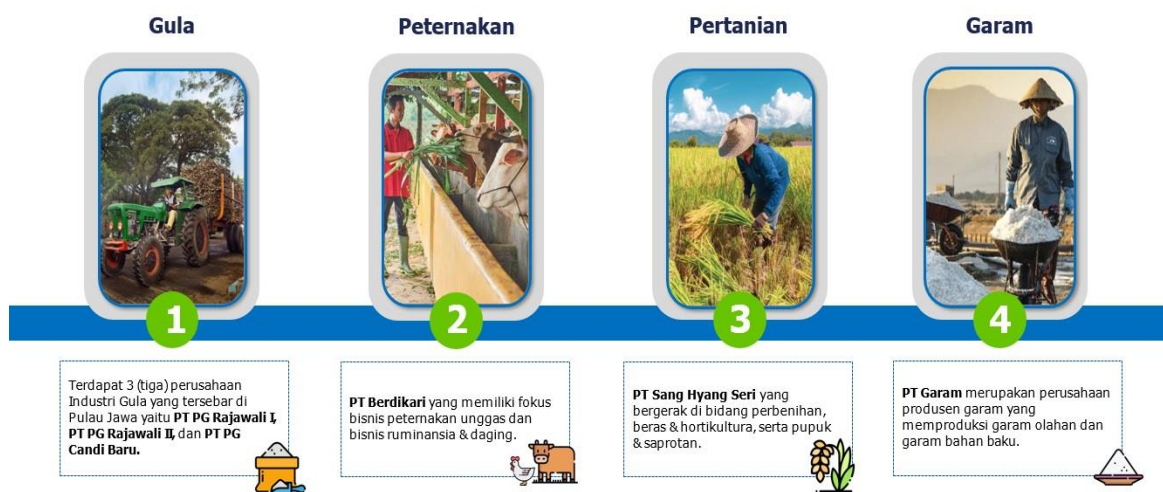 Gula
Peternakan
Pertanian
Garam
1
2
3
4
Terdapat 3 (tiga) perusahaan
Industri Gula yang tersebar di
Pulau Jawa yaitu PT PG Rajawali I,
PT PG Rajawali II, dan PT PG
Candi Baru.
PT Berdikari yang memiliki fokus
bisnis peternakan unggas dan
bisnis ruminansia & daging.
PT Sang Hyang Seri yang
bergerak di bidang perbenihan,
beras & hortikultura, serta pupuk
& saprotan.
PT Garam merupakan perusahaan
produsen garam yang
memproduksi garam olahan dan
garam bahan baku.